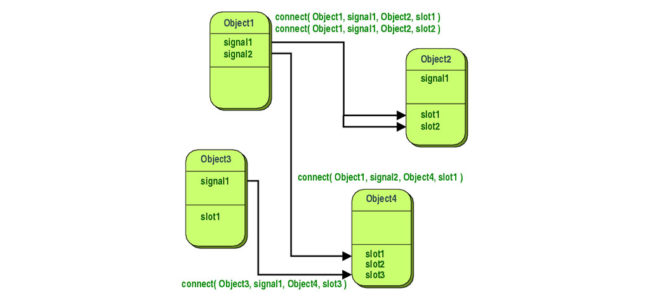 Object1
connect( Object1, signal1, Object2, slot1 )
connect( Object1, signal1, Object2, slot2 )
signal1
signal2
Object2
signal1
slot1
slot2
Object3
signal1
slot1
connect( Object1, signal2, Object4, slot1 )
Object4
slot1
slot2
slot3
connect( Object3, signal1, Object4, slot3 )